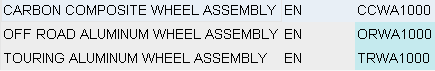 CARBON COMPOSITE WHEEL ASSEMBLY EN CCWA1000
OFF ROAD ALUMINUM WHEEL ASSEMBLY EN ORWA1000
TOURING ALUMINUM WHEEL ASSEMBLY EN TRWA1000